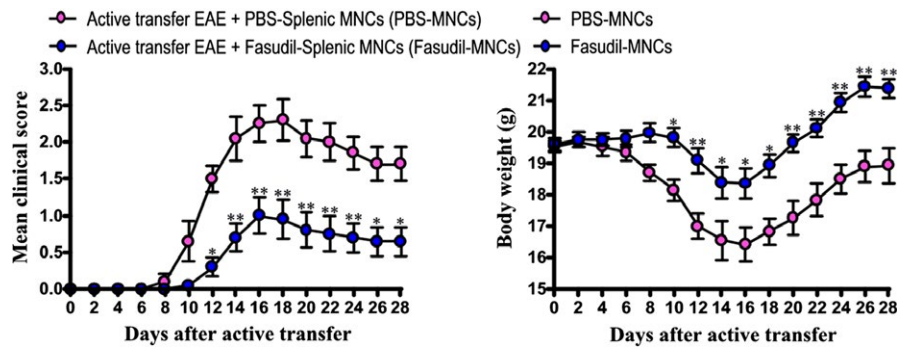 Active transfer EAE + PBS-Splenic MNCs (PBS-MNCs)
Active transfer EAE + Fasudil-Splenic MNCs (Fasudil-MNCs)
PBS-MNCs
Fasudil-MNCs
Mean clinical score
3.0
2.5
2.0
1.5
1.0
0.5
0.0
* ** ** ** ** ** ** * *
0 2 4 6 8 10 12 14 16 18 20 22 24 26 28
Days after active transfer
Body weight (g)
22
21
20
19
18
17
16
15
* ** * * * ** ** ** ** **
0 2 4 6 8 10 12 14 16 18 20 22 24 26 28
Days after active transfer